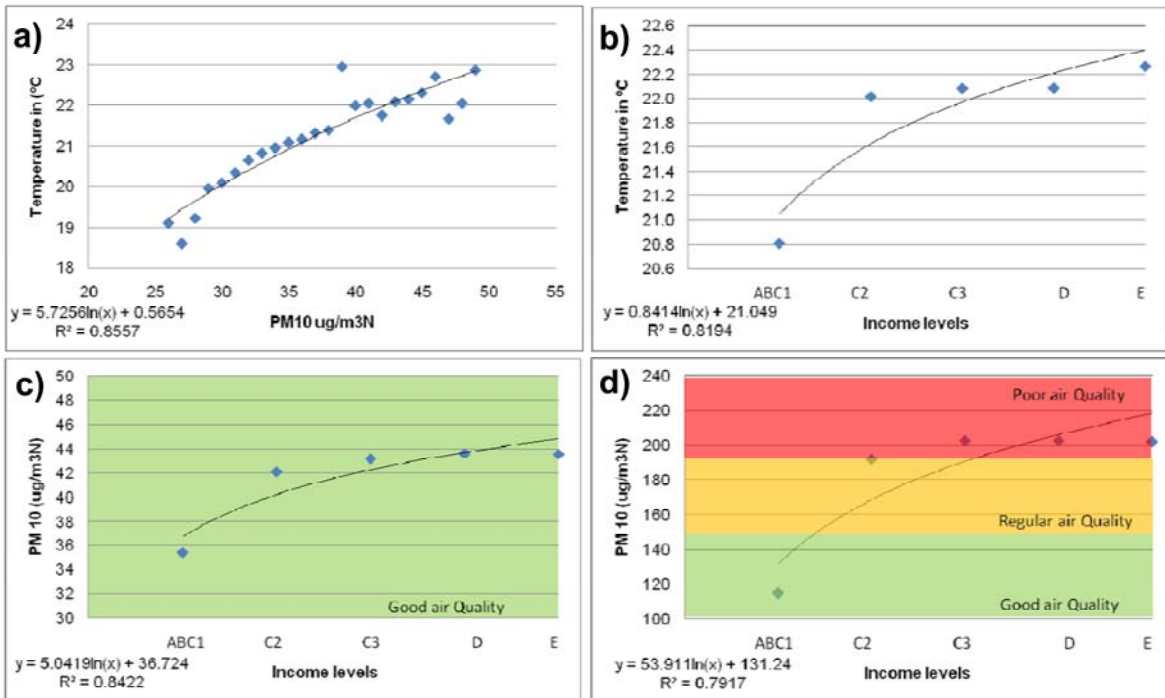 a)
Temperature in (°C
24
23
22
21
20
19
18
20 25 30 35 40 45 50 55
PM10 ug/m3N
y = 5.7256ln(x) + 0.5654
R² = 0.8557
b)
Temperature in °C
22.6
22.4
22.2
22.0
21.8
21.6
21.4
21.2
21.0
20.8
20.6
ABC1 C2 C3 D E
Income levels
y = 0.8414ln(x) + 21.049
R² = 0.8194
c)
PM 10 (ug/m3N)
50
48
46
44
42
40
38
36
34
32
30
Good air Quality
ABC1 C2 C3 D E
Income levels
y = 5.0419ln(x) + 36.724
R² = 0.8422
d)
PM 10 (ug/m3N)
240
220
200
180
160
140
120
100
Poor air Quality
Regular air Quality
Good air Quality
ABC1 C2 C3 D E
Income levels
y = 53.911ln(x) + 131.24
R² = 0.7917